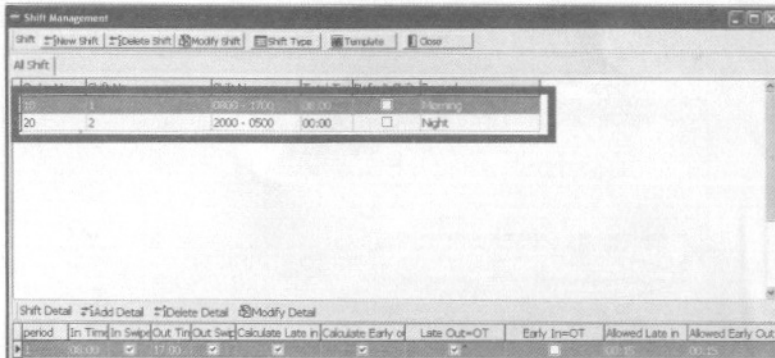 Shift Management
Shift New Shift Delete Shift Modify Shift Shift Type Template Close
All Shift
10 1 0800 - 1700 08:00 Morning
20 2 2000 - 0500 00:00 Night
Shift Detail Add Detail Delete Detail Modify Detail
period In Time In Swipe Out Tim Out Swip Calculate Late in Calculate Early o Late Out=OT Early In=OT Allowed Late in Allowed Early Out
1 08:00 17:00 00:15 00:15